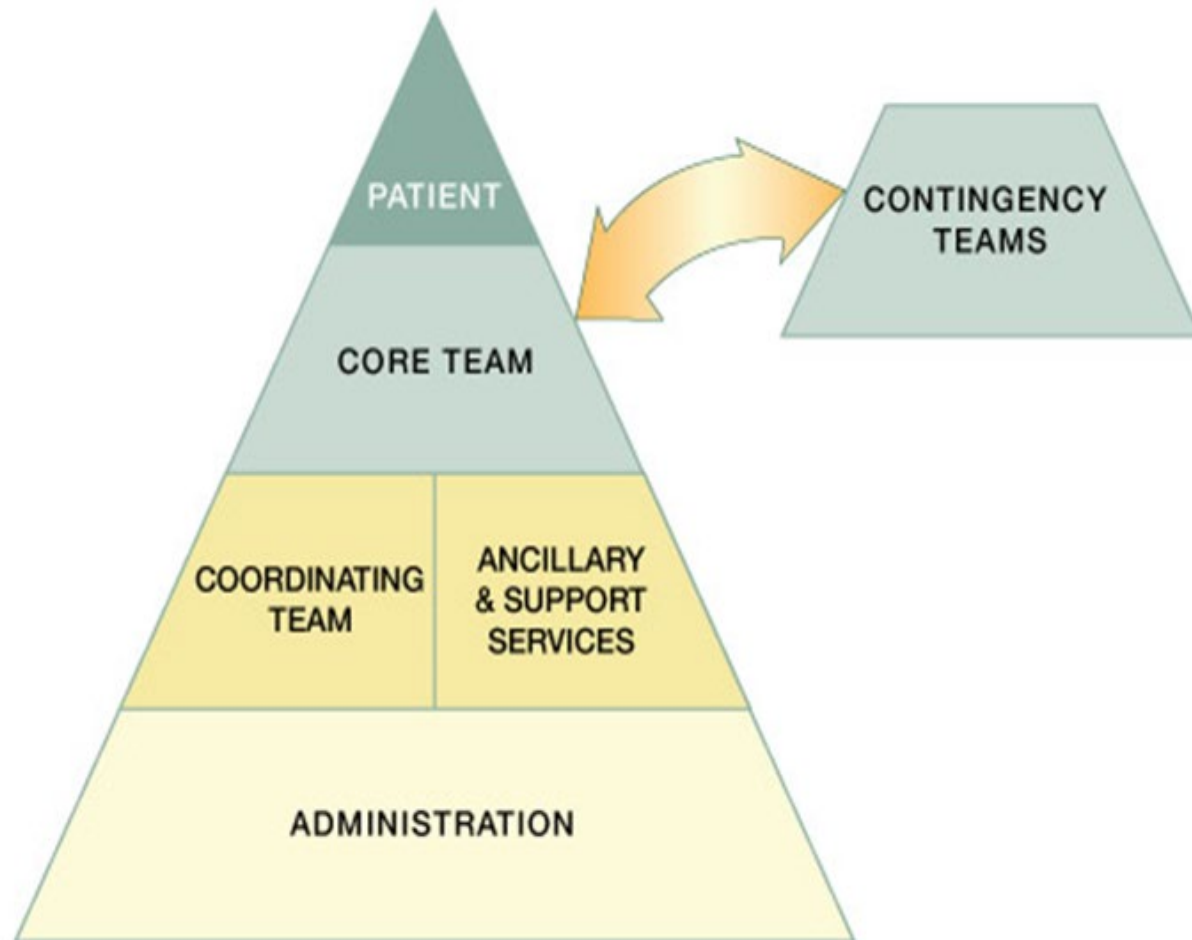 PATIENT
CONTINGENCY
TEAMS
CORE TEAM
COORDINATING
TEAM
ANCILLARY
& SUPPORT
SERVICES
ADMINISTRATION